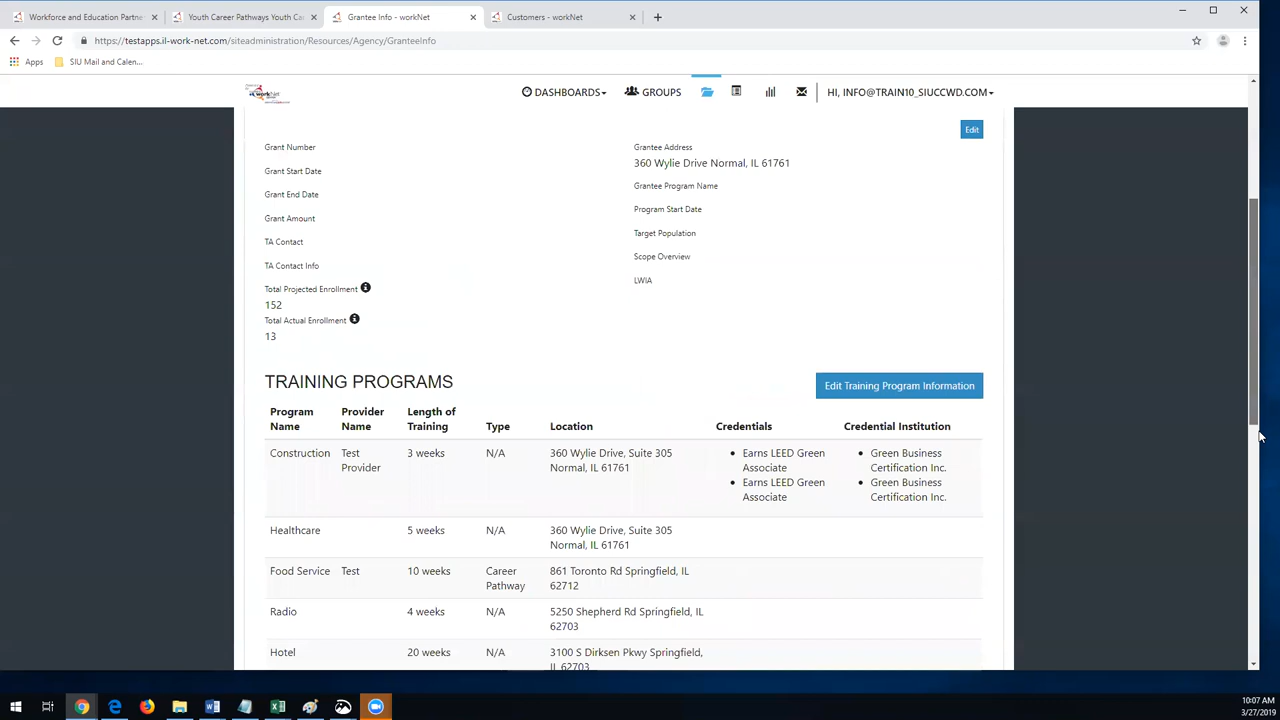 Workforce and Education Partne
Youth Career Pathways Youth Ca
Grantee Info - workNet
Customers - workNet
https://testapps.il-work-net.com/siteadministration/Resources/Agency/GranteeInfo
Apps
SIU Mail and Calen...
workNet
DASHBOARDS
GROUPS
HI, INFO@TRAIN10_SIUCCWD.COM
Edit
Grant Number
Grant Start Date
Grant End Date
Grant Amount
TA Contact
TA Contact Info
Total Projected Enrollment
152
Total Actual Enrollment
13
Grantee Address
360 Wylie Drive Normal, IL 61761
Grantee Program Name
Program Start Date
Target Population
Scope Overview
LWIA
TRAINING PROGRAMS
Edit Training Program Information
Program Name
Provider Name
Length of Training
Type
Location
Credentials
Credential Institution
Construction
Test Provider
3 weeks
N/A
360 Wylie Drive, Suite 305
Normal, IL 61761
• Earns LEED Green
Associate
• Earns LEED Green
Associate
• Green Business
Certification Inc.
• Green Business
Certification Inc.
Healthcare
5 weeks
N/A
360 Wylie Drive, Suite 305
Normal, IL 61761
Food Service
Test
10 weeks
Career
Pathway
861 Toronto Rd Springfield, IL
62712
Radio
4 weeks
N/A
5250 Shepherd Rd Springfield, IL
62703
Hotel
20 weeks
N/A
3100 S Dirksen Pkwy Springfield,
IL 62703
10:07 AM
3/27/2019